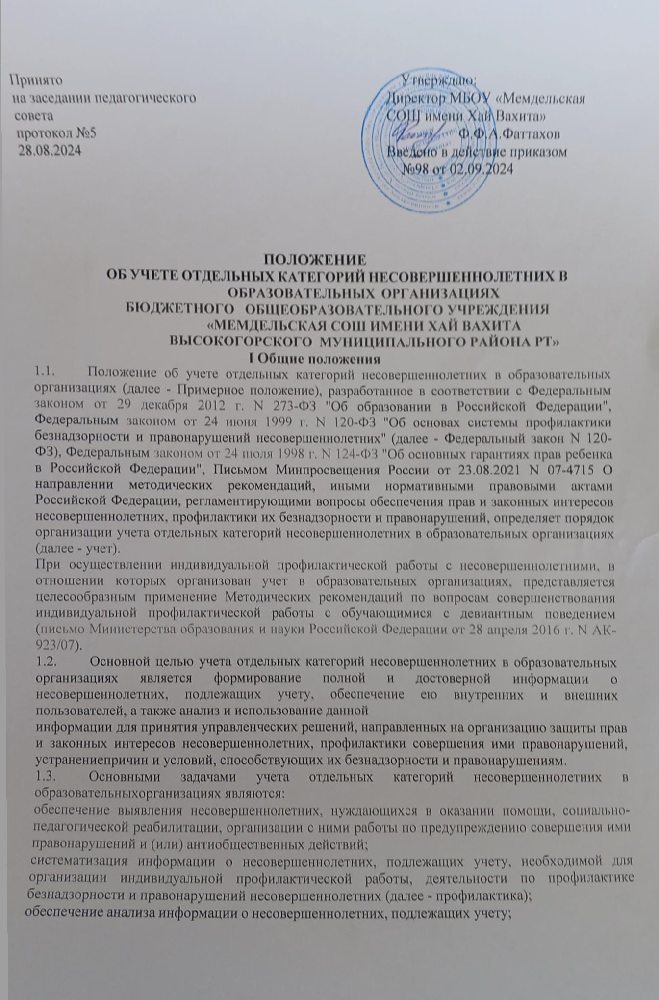 Принято
на заседании педагогического
совета
протокол №5
28.08.2024
Утверждаю:
Директор МБОУ «Мемдельская
СОШ имени Хай Вахита»
Ф.Ф.А.Фаттахов
Введено в действие приказом
№98 от 02.09.2024
ПОЛОЖЕНИЕ
ОБ УЧЕТЕ ОТДЕЛЬНЫХ КАТЕГОРИЙ НЕСОВЕРШЕННОЛЕТНИХ В
ОБРАЗОВАТЕЛЬНЫХ ОРГАНИЗАЦИЯХ
БЮДЖЕТНОГО ОБЩЕОБРАЗОВАТЕЛЬНОГО УЧРЕЖДЕНИЯ
«МЕМДЕЛЬСКАЯ СОШ ИМЕНИ ХАЙ ВАХИТА
ВЫСОКОГОРСКОГО МУНИЦИПАЛЬНОГО РАЙОНА РТ»
I Общие положения
1.1. Положение об учете отдельных категорий несовершеннолетних в образовательных
организациях (далее - Примерное положение), разработанное в соответствии с Федеральным
законом от 29 декабря 2012 г. N 273-ФЗ "Об образовании в Российской Федерации",
Федеральным законом от 24 июня 1999 г. N 120-ФЗ "Об основах системы профилактики
безнадзорности и правонарушений несовершеннолетних" (далее - Федеральный закон N 120-
ФЗ), Федеральным законом от 24 июля 1998 г. N 124-ФЗ "Об основных гарантиях прав ребенка
в Российской Федерации", Письмом Минпросвещения России от 23.08.2021 N 07-4715 О
направлении методических рекомендаций, иными нормативными правовыми актами
Российской Федерации, регламентирующими вопросы обеспечения прав и законных интересов
несовершеннолетних, профилактики их безнадзорности и правонарушений, определяет порядок
организации учета отдельных категорий несовершеннолетних в образовательных организациях
(далее - учет).
При осуществлении индивидуальной профилактической работы с несовершеннолетними, в
отношении которых организован учет в образовательных организациях, представляется
целесообразным применение Методических рекомендаций по вопросам совершенствования
индивидуальной профилактической работы с обучающимися с девиантным поведением
(письмо Министерства образования и науки Российской Федерации от 28 апреля 2016 г. N АК-
923/07).
1.2. Основной целью учета отдельных категорий несовершеннолетних в образовательных
организациях является формирование полной и достоверной информации о
несовершеннолетних, подлежащих учету, обеспечение ею внутренних и внешних
пользователей, а также анализ и использование данной
информации для принятия управленческих решений, направленных на организацию защиты прав
и законных интересов несовершеннолетних, профилактики совершения ими правонарушений,
устранениепричин и условий, способствующих их безнадзорности и правонарушениям.
1.3. Основными задачами учета отдельных категорий несовершеннолетних в
образовательныхорганизациях являются:
обеспечение выявления несовершеннолетних, нуждающихся в оказании помощи, социально-
педагогической реабилитации, организации с ними работы по предупреждению совершения ими
правонарушений и (или) антиобщественных действий;
систематизация информации о несовершеннолетних, подлежащих учету, необходимой для
организации индивидуальной профилактической работы, деятельности по профилактике
безнадзорности и правонарушений несовершеннолетних (далее - профилактика);
обеспечение анализа информации о несовершеннолетних, подлежащих учету;